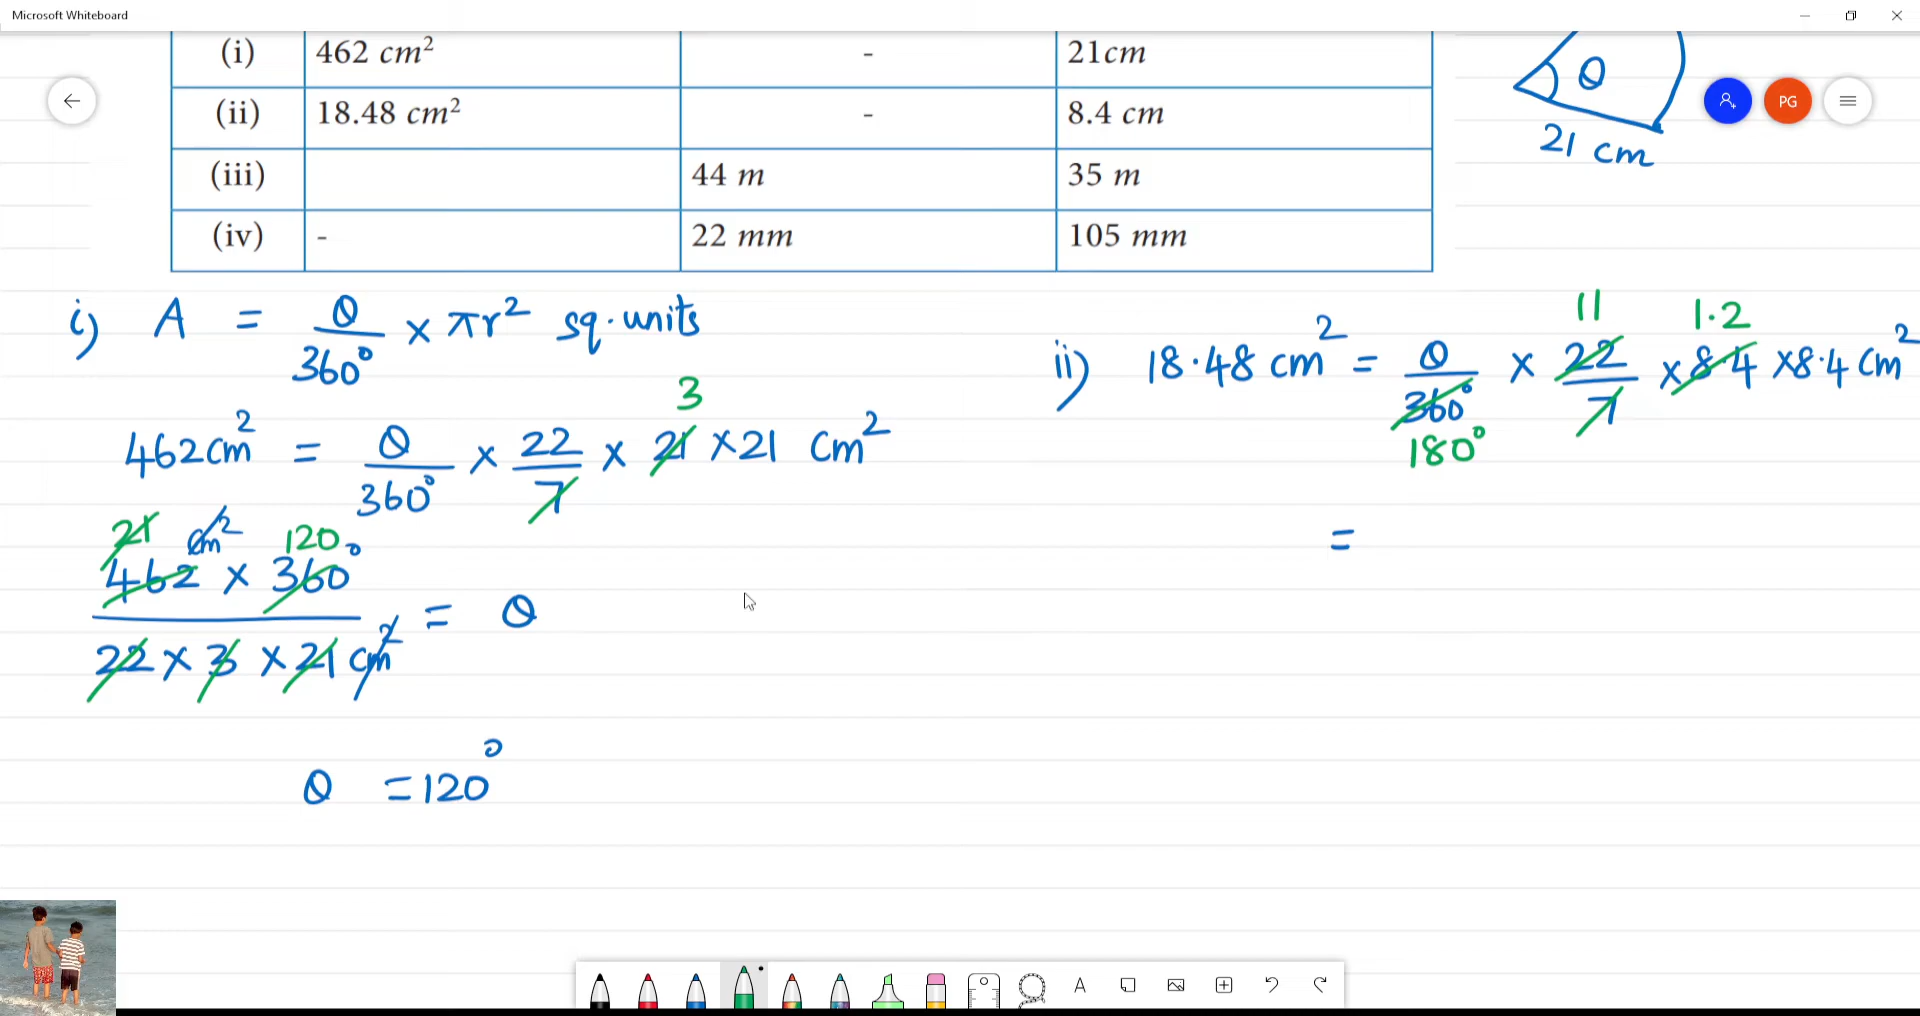 Microsoft Whiteboard
(i) 462 cm² - 21cm
(ii) 18.48 cm² - 8.4 cm
(iii) 44 m 35 m
(iv) - 22 mm 105 mm
θ
21 cm
PG
i) A = θ/360° × πr² sq. units
3
462 cm² = θ/360° × 22/7 × 21 × 21 cm²
21 cm² 120
462 × 360° / 22 × 3 × 21 cm² = θ
θ = 120°
11 1.2
ii) 18.48 cm² = θ/360° × 22/7 × 8.4 × 8.4 cm²
180°
=
A